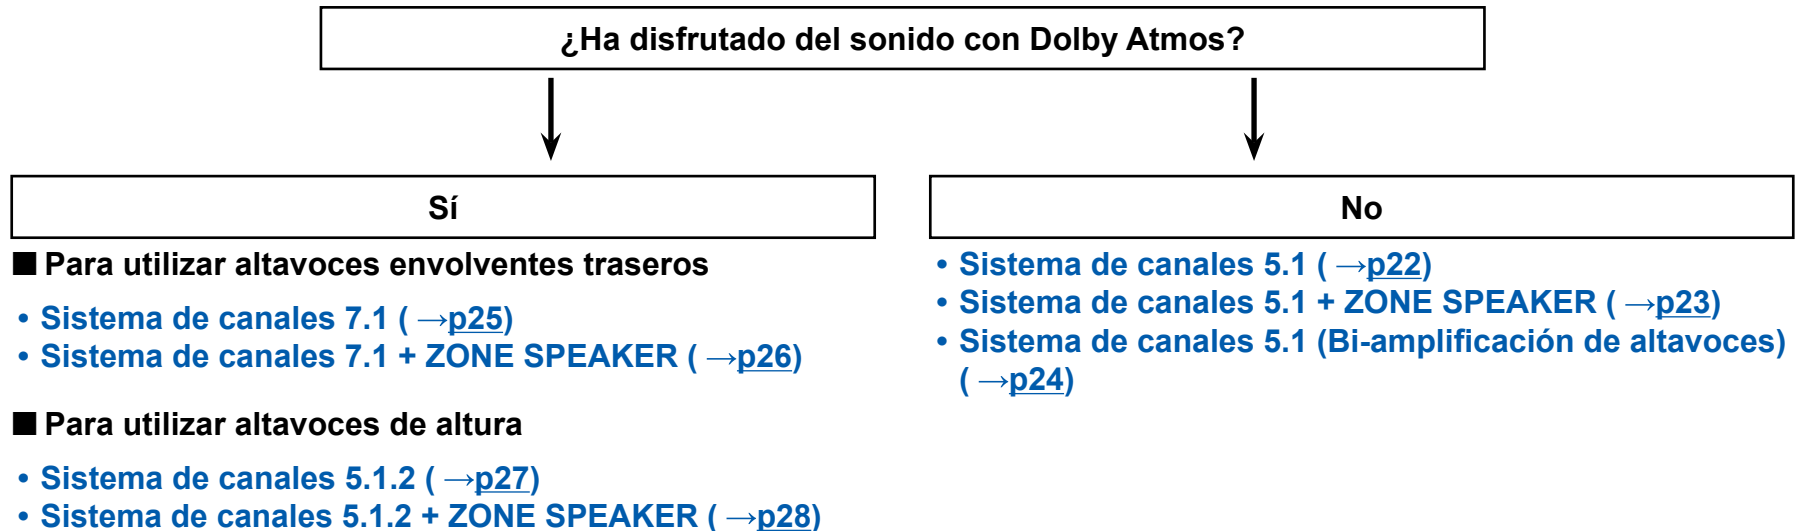 ¿Ha disfrutado del sonido con Dolby Atmos?
Sí
■ Para utilizar altavoces envolventes traseros
• Sistema de canales 7.1 ( →p25)
• Sistema de canales 7.1 + ZONE SPEAKER ( →p26)
■ Para utilizar altavoces de altura
• Sistema de canales 5.1.2 ( →p27)
• Sistema de canales 5.1.2 + ZONE SPEAKER ( →p28)
No
• Sistema de canales 5.1 ( →p22)
• Sistema de canales 5.1 + ZONE SPEAKER ( →p23)
• Sistema de canales 5.1 (Bi-amplificación de altavoces)
( →p24)